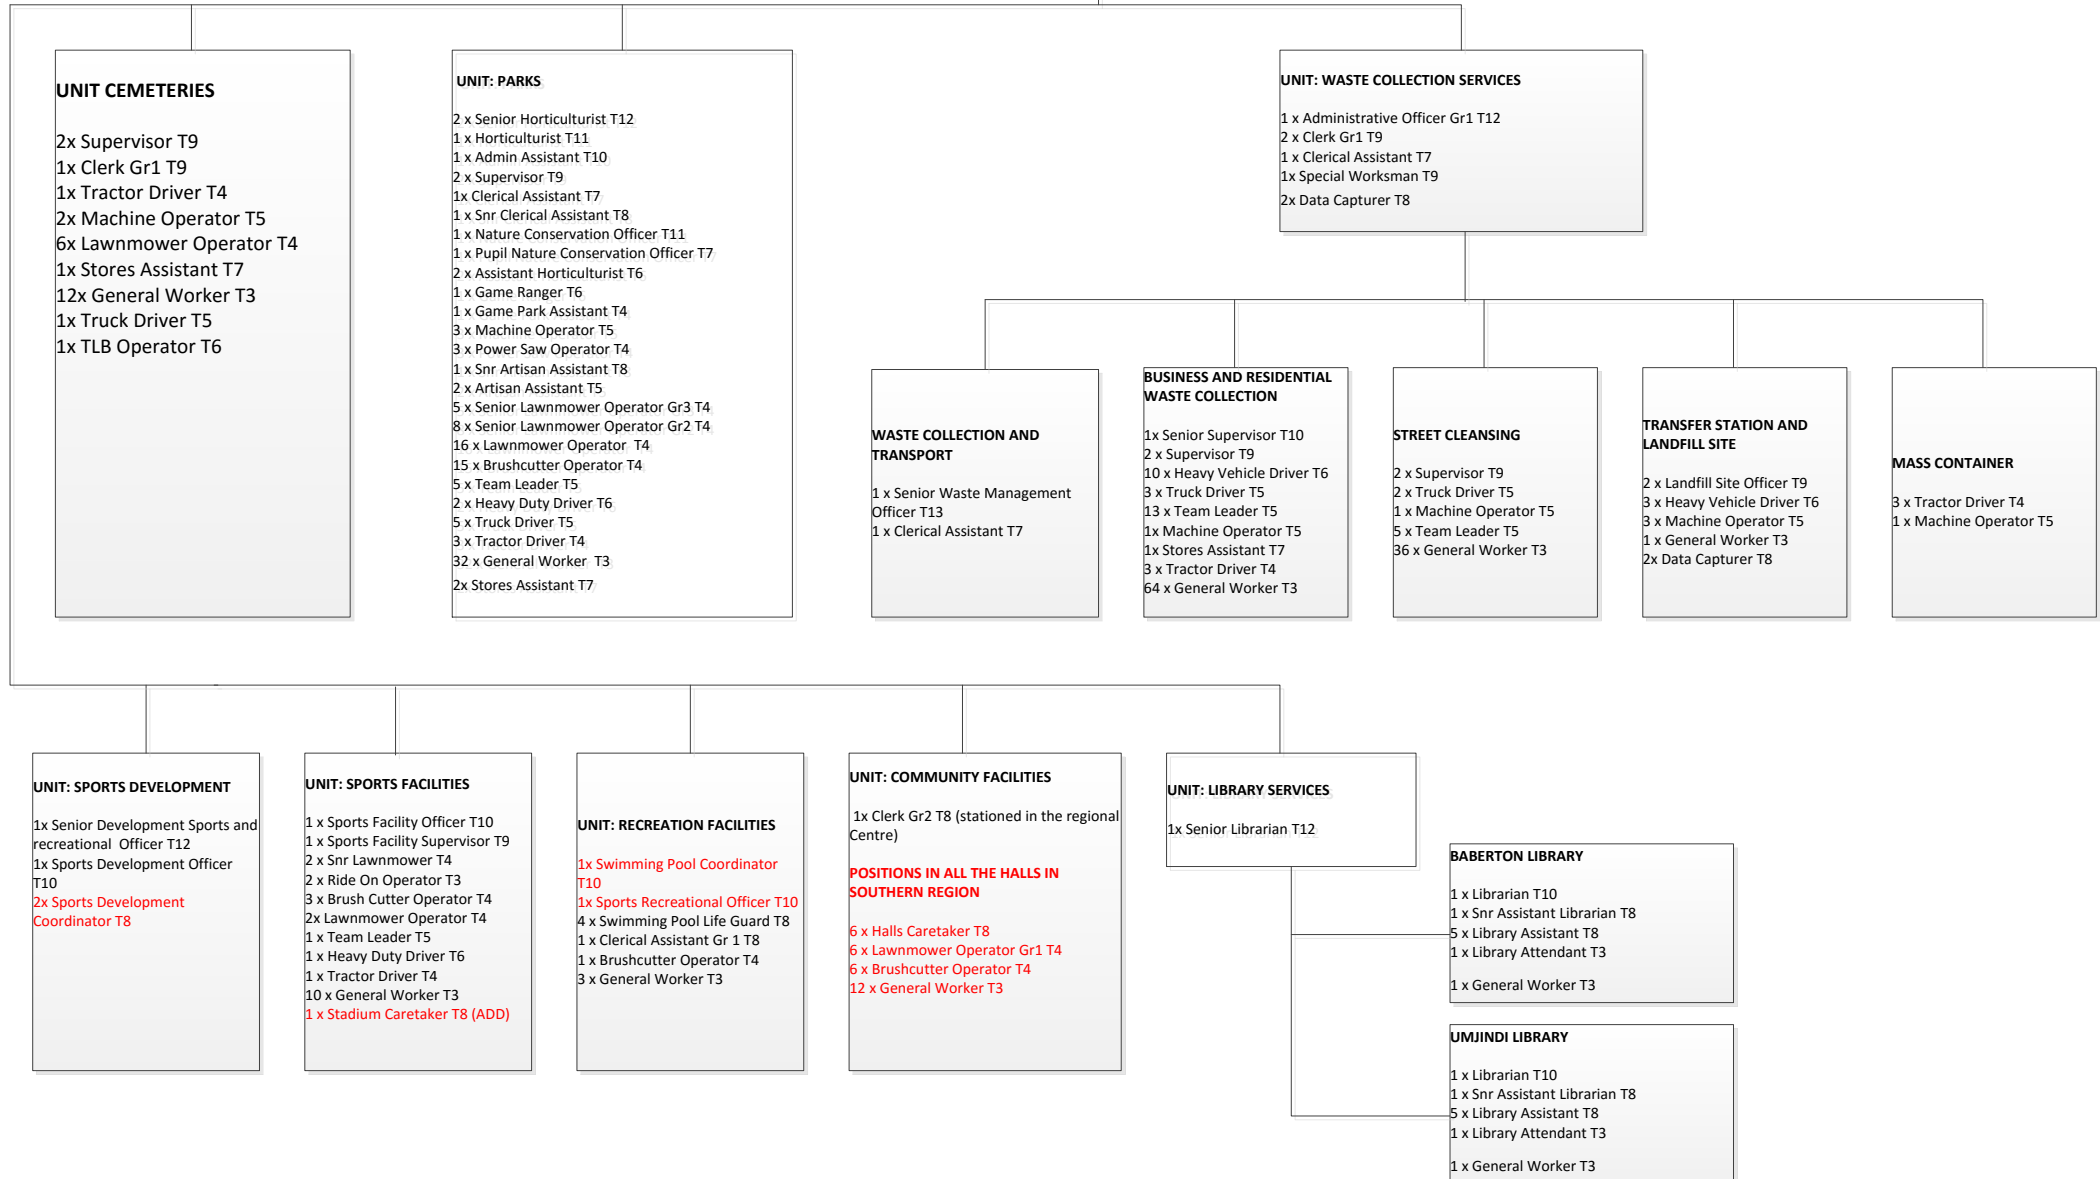 UNIT CEMETERIES
2x Supervisor T9
1x Clerk Gr1 T9
1x Tractor Driver T4
2x Machine Operator T5
6x Lawnmower Operator T4
1x Stores Assistant T7
12x General Worker T3
1x Truck Driver T5
1x TLB Operator T6
UNIT: PARKS
2 x Senior Horticulturist T12
1 x Horticulturist T11
1 x Admin Assistant T10
2 x Supervisor T9
1x Clerical Assistant T7
1 x Snr Clerical Assistant T8
1 x Nature Conservation Officer T11
1 x Pupil Nature Conservation Officer T7
2 x Assistant Horticulturist T6
1 x Game Ranger T6
1 x Game Park Assistant T4
3 x Machine Operator T5
3 x Power Saw Operator T4
1 x Snr Artisan Assistant T8
2 x Artisan Assistant T5
5 x Senior Lawnmower Operator Gr3 T4
8 x Senior Lawnmower Operator Gr2 T4
16 x Lawnmower Operator  T4
15 x Brushcutter Operator T4
5 x Team Leader T5
2 x Heavy Duty Driver T6
5 x Truck Driver T5
3 x Tractor Driver T4
32 x General Worker  T3
2x Stores Assistant T7
UNIT: WASTE COLLECTION SERVICES
1 x Administrative Officer Gr1 T12
2 x Clerk Gr1 T9
1 x Clerical Assistant T7
1x Special Worksman T9
2x Data Capturer T8
WASTE COLLECTION AND
TRANSPORT
1 x Senior Waste Management
Officer T13
1 x Clerical Assistant T7
BUSINESS AND RESIDENTIAL
WASTE COLLECTION
1x Senior Supervisor T10
2 x Supervisor T9
10 x Heavy Vehicle Driver T6
3 x Truck Driver T5
13 x Team Leader T5
1x Machine Operator T5
1x Stores Assistant T7
3 x Tractor Driver T4
64 x General Worker T3
STREET CLEANSING
2 x Supervisor T9
2 x Truck Driver T5
1 x Machine Operator T5
5 x Team Leader T5
36 x General Worker T3
TRANSFER STATION AND
LANDFILL SITE
2 x Landfill Site Officer T9
3 x Heavy Vehicle Driver T6
3 x Machine Operator T5
1 x General Worker T3
2x Data Capturer T8
MASS CONTAINER
3 x Tractor Driver T4
1 x Machine Operator T5
UNIT: SPORTS DEVELOPMENT
1x Senior Development Sports and
recreational  Officer T12
1x Sports Development Officer
T10
2x Sports Development
Coordinator T8
UNIT: SPORTS FACILITIES
1 x Sports Facility Officer T10
1 x Sports Facility Supervisor T9
2 x Snr Lawnmower T4
2 x Ride On Operator T3
3 x Brush Cutter Operator T4
2x Lawnmower Operator T4
1 x Team Leader T5
1 x Heavy Duty Driver T6
1 x Tractor Driver T4
10 x General Worker T3
1 x Stadium Caretaker T8 (ADD)
UNIT: RECREATION FACILITIES
1x Swimming Pool Coordinator
T10
1x Sports Recreational Officer T10
4 x Swimming Pool Life Guard T8
1 x Clerical Assistant Gr 1 T8
1 x Brushcutter Operator T4
3 x General Worker T3
UNIT: COMMUNITY FACILITIES
1x Clerk Gr2 T8 (stationed in the regional
Centre)
POSITIONS IN ALL THE HALLS IN
SOUTHERN REGION
6 x Halls Caretaker T8
6 x Lawnmower Operator Gr1 T4
6 x Brushcutter Operator T4
12 x General Worker T3
UNIT: LIBRARY SERVICES
1x Senior Librarian T12
BABERTON LIBRARY
1 x Librarian T10
1 x Snr Assistant Librarian T8
5 x Library Assistant T8
1 x Library Attendant T3
1 x General Worker T3
UMJINDI LIBRARY
1 x Librarian T10
1 x Snr Assistant Librarian T8
5 x Library Assistant T8
1 x Library Attendant T3
1 x General Worker T3